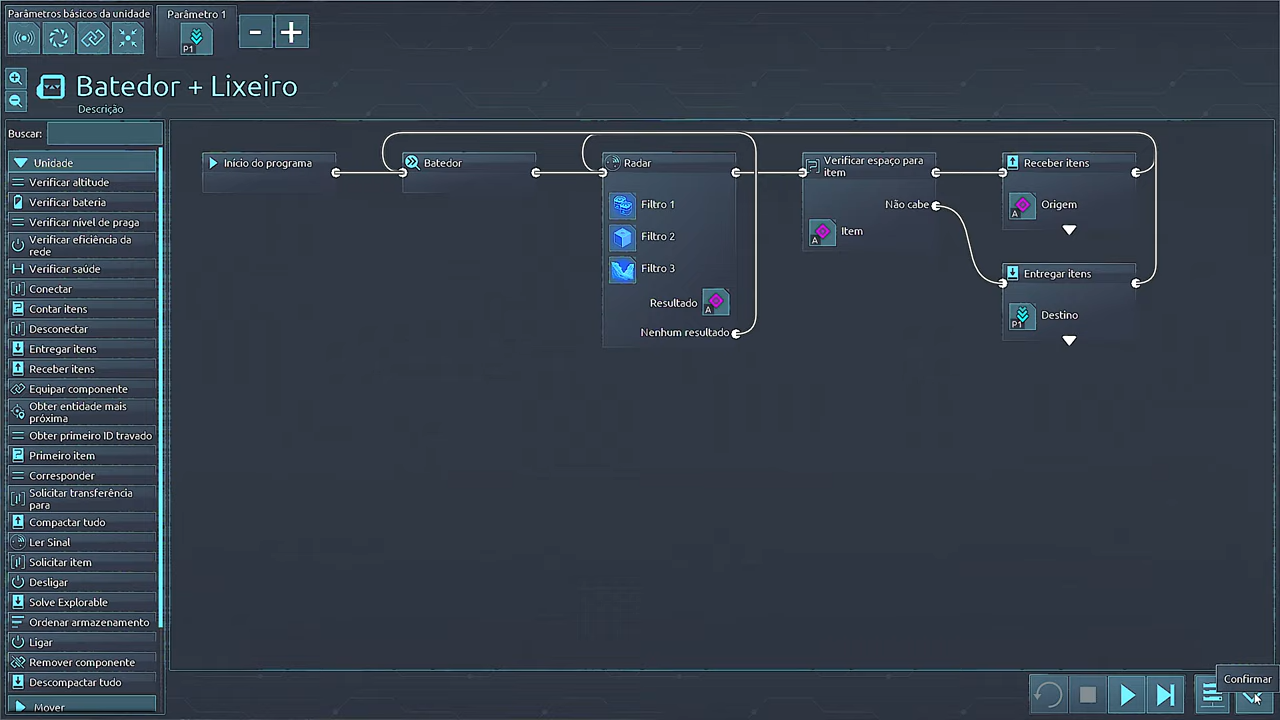 Parâmetros básicos da unidade
Parâmetro 1
P1
- +
Batedor + Lixeiro
Descrição
Buscar:
Unidade
Verificar altitude
Verificar bateria
Verificar nível de praga
Verificar eficiência da
rede
Verificar saúde
Conectar
Contar itens
Desconectar
Entregar itens
Receber itens
Equipar componente
Obter entidade mais
próxima
Obter primeiro ID travado
Primeiro item
Corresponder
Solicitar transferência
para
Compactar tudo
Ler Sinal
Solicitar item
Desligar
Solve Explorable
Ordenar armazenamento
Ligar
Remover componente
Descompactar tudo
Mover
Início do programa
Batedor
Radar
Filtro 1
Filtro 2
Filtro 3
Resultado
A
Nenhum resultado
Verificar espaço para
item
Não cabe
A
Item
Receber itens
A
Origem
Entregar itens
P1
Destino
Confirmar